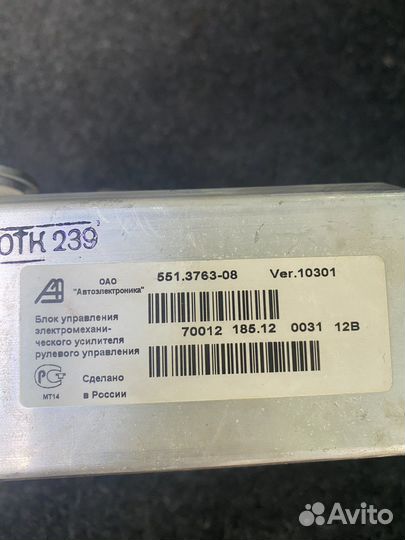 ОТК 239
ОАО
"Автоэлектроника"
551.3763-08 Ver.10301
Блок управления
электромехани-
ческого усилителя
рулевого управления
70012 185.12 0031 12В
РСТ
МТ14
Сделано
в России
Avito